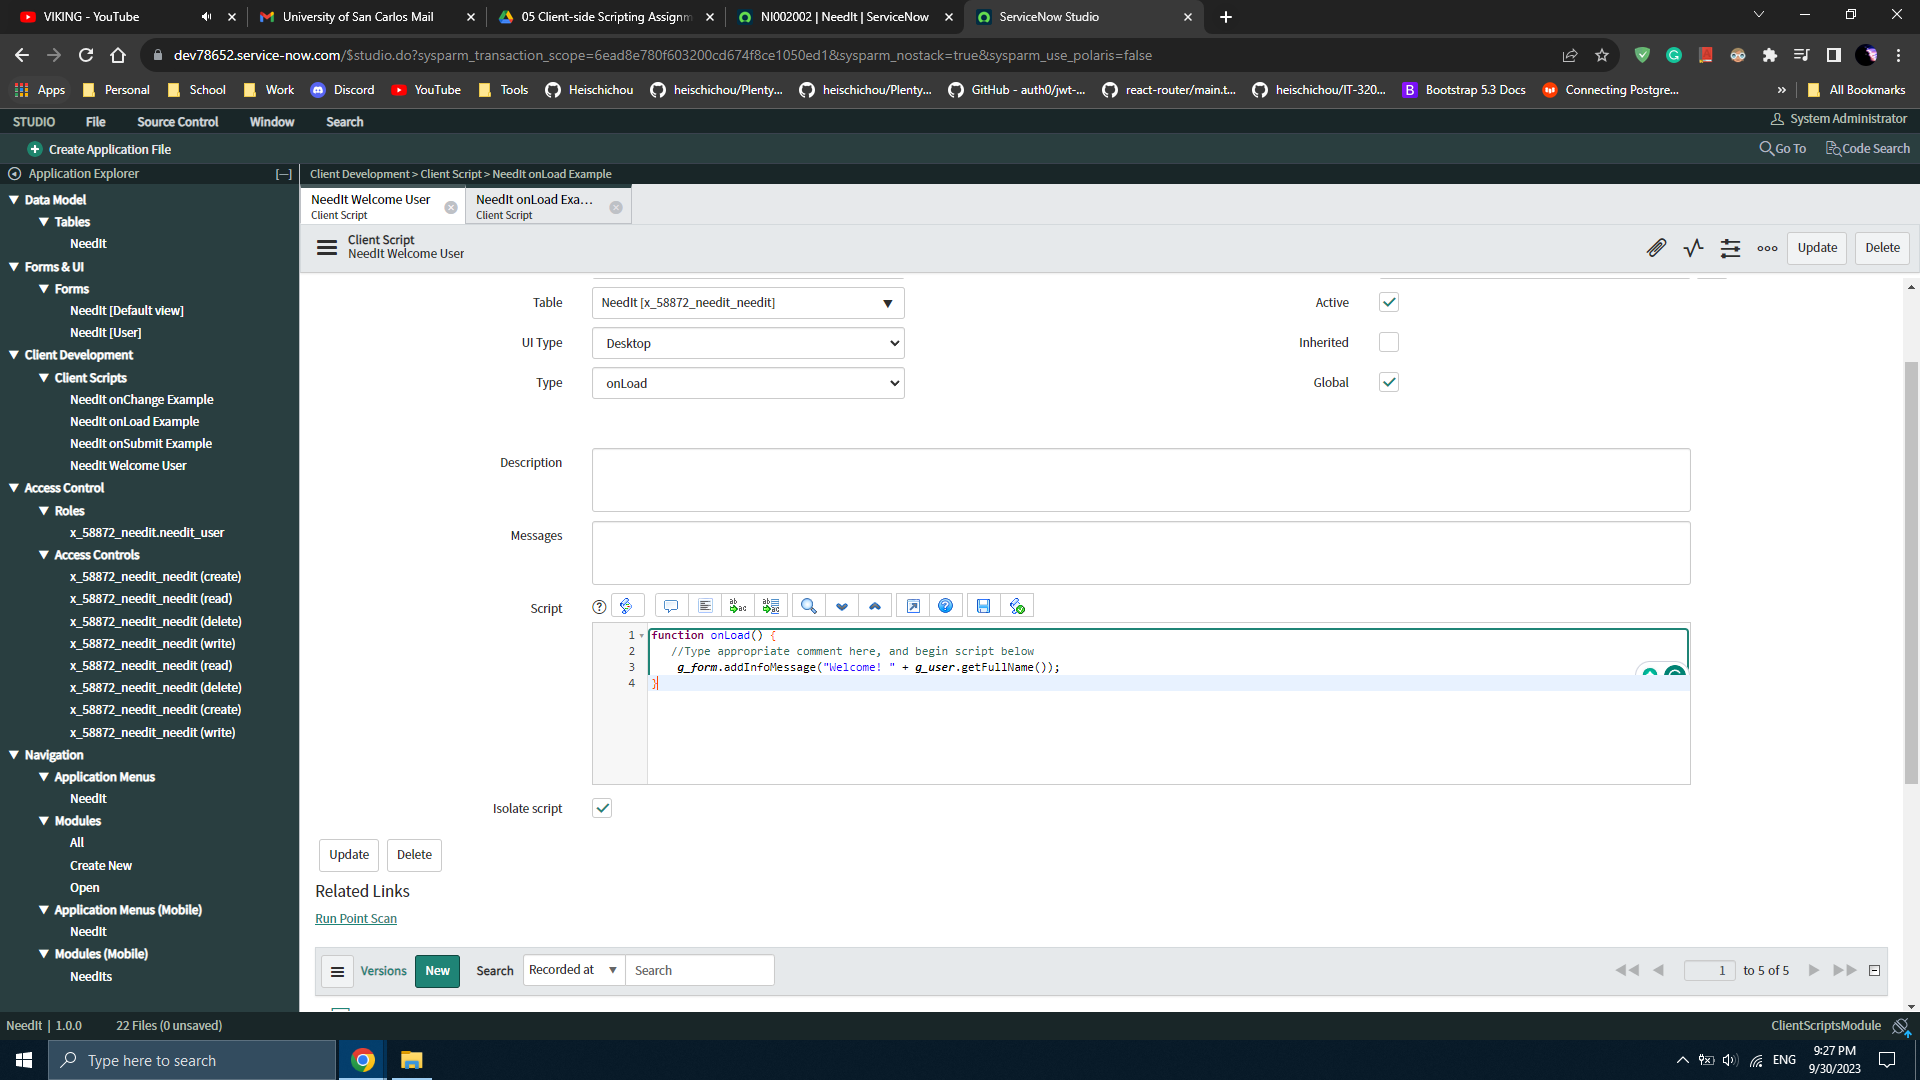 VIKING - YouTube
University of San Carlos Mail
05 Client-side Scripting Assignm
NI002002 | NeedIt | ServiceNow
ServiceNow Studio
dev78652.service-now.com/$studio.do?sysparm_transaction_scope=6ead8e780f603200cd674f8ce1050ed1&sysparm_nostack=true&sysparm_use_polaris=false
Apps
Personal
School
Work
Discord
YouTube
Tools
Heischichou
heischichou/Plenty...
heischichou/Plenty...
GitHub - auth0/jwt-...
react-router/main.t...
heischichou/IT-320...
Bootstrap 5.3 Docs
Connecting Postgre...
»
All Bookmarks
STUDIO
File
Source Control
Window
Search
System Administrator
Create Application File
Go To
Code Search
Application Explorer
Client Development > Client Script > NeedIt onLoad Example
Data Model
Tables
NeedIt
Forms & UI
Forms
NeedIt [Default view]
NeedIt [User]
Client Development
Client Scripts
NeedIt onChange Example
NeedIt onLoad Example
NeedIt onSubmit Example
NeedIt Welcome User
Access Control
Roles
x_58872_needit.needit_user
Access Controls
x_58872_needit_needit (create)
x_58872_needit_needit (read)
x_58872_needit_needit (delete)
x_58872_needit_needit (write)
x_58872_needit_needit (read)
x_58872_needit_needit (delete)
x_58872_needit_needit (create)
x_58872_needit_needit (write)
Navigation
Application Menus
NeedIt
Modules
All
Create New
Open
Application Menus (Mobile)
NeedIt
Modules (Mobile)
NeedIts
NeedIt Welcome User
Client Script
NeedIt onLoad Exa...
Client Script
Client Script
NeedIt Welcome User
Update
Delete
Table
NeedIt [x_58872_needit_needit]
Active
UI Type
Desktop
Inherited
Type
onLoad
Global
Description
Messages
Script
1 function onLoad() {
2 //Type appropriate comment here, and begin script below
3 g_form.addInfoMessage("Welcome! " + g_user.getFullName());
4 }
Isolate script
Update
Delete
Related Links
Run Point Scan
Versions
New
Search
Recorded at
Search
1 to 5 of 5
NeedIt | 1.0.0
22 Files (0 unsaved)
ClientScriptsModule
Type here to search
ENG
9:27 PM
9/30/2023